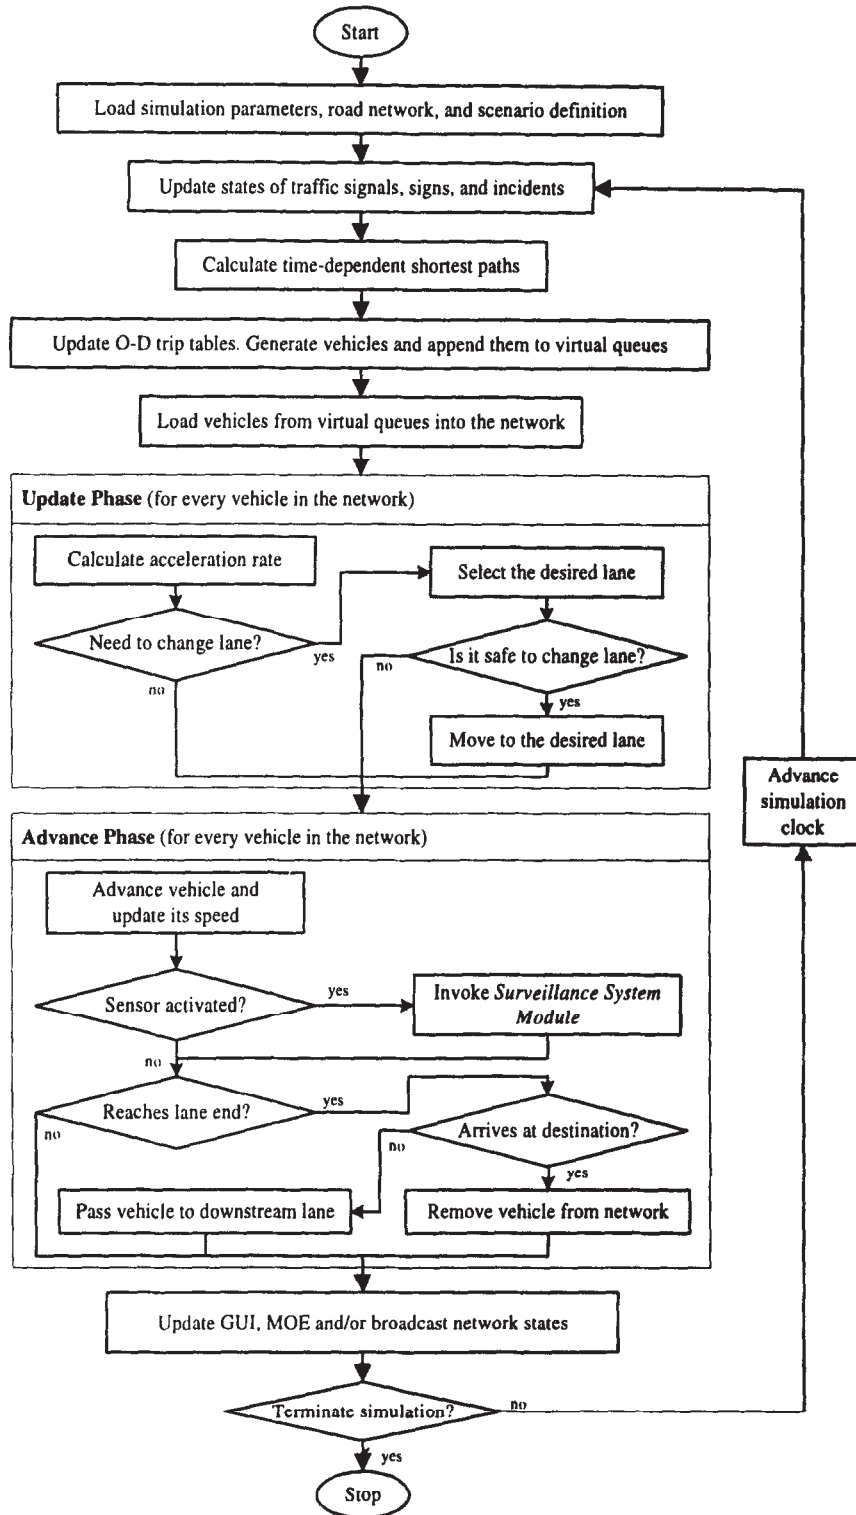 Start
Load simulation parameters, road network, and scenario definition
Update states of traffic signals, signs, and incidents
Calculate time-dependent shortest paths
Update O-D trip tables. Generate vehicles and append them to virtual queues
Load vehicles from virtual queues into the network
Update Phase (for every vehicle in the network)
Calculate acceleration rate
Select the desired lane
Need to change lane?
yes
no
Is it safe to change lane?
no
yes
Move to the desired lane
Advance
simulation
clock
Advance Phase (for every vehicle in the network)
Advance vehicle and
update its speed
Sensor activated?
yes
Invoke Surveillance System
Module
no
Reaches lane end?
yes
no
Arrives at destination?
no
yes
Pass vehicle to downstream lane
Remove vehicle from network
Update GUI, MOE and/or broadcast network states
Terminate simulation?
no
yes
Stop